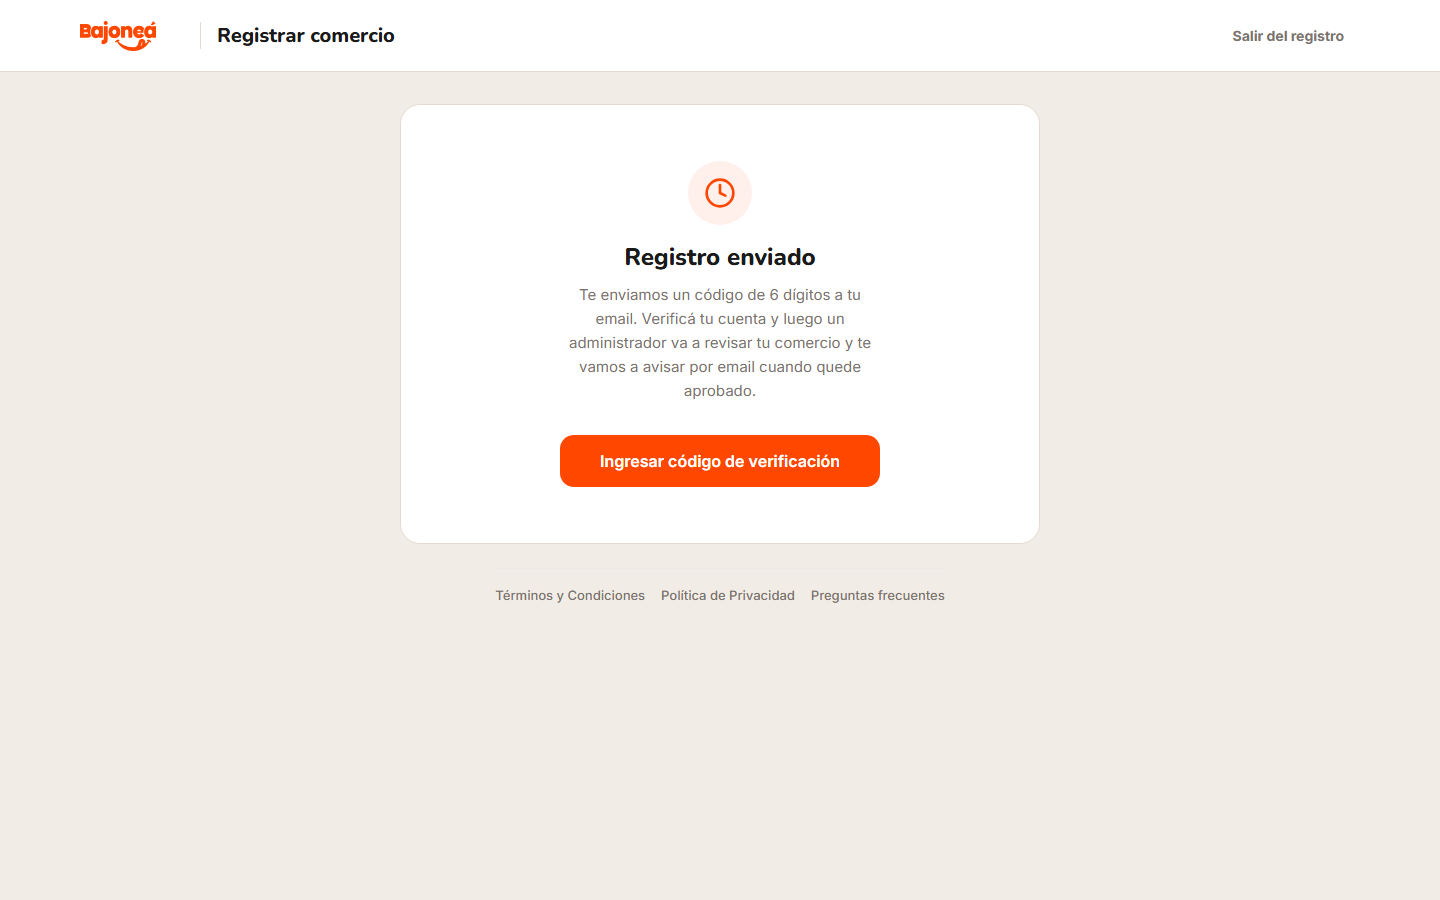 Bajoneá
Registrar comercio
Salir del registro
Registro enviado
Te enviamos un código de 6 dígitos a tu
email. Verificá tu cuenta y luego un
administrador va a revisar tu comercio y te
vamos a avisar por email cuando quede
aprobado.
Ingresar código de verificación
Términos y Condiciones
Política de Privacidad
Preguntas frecuentes